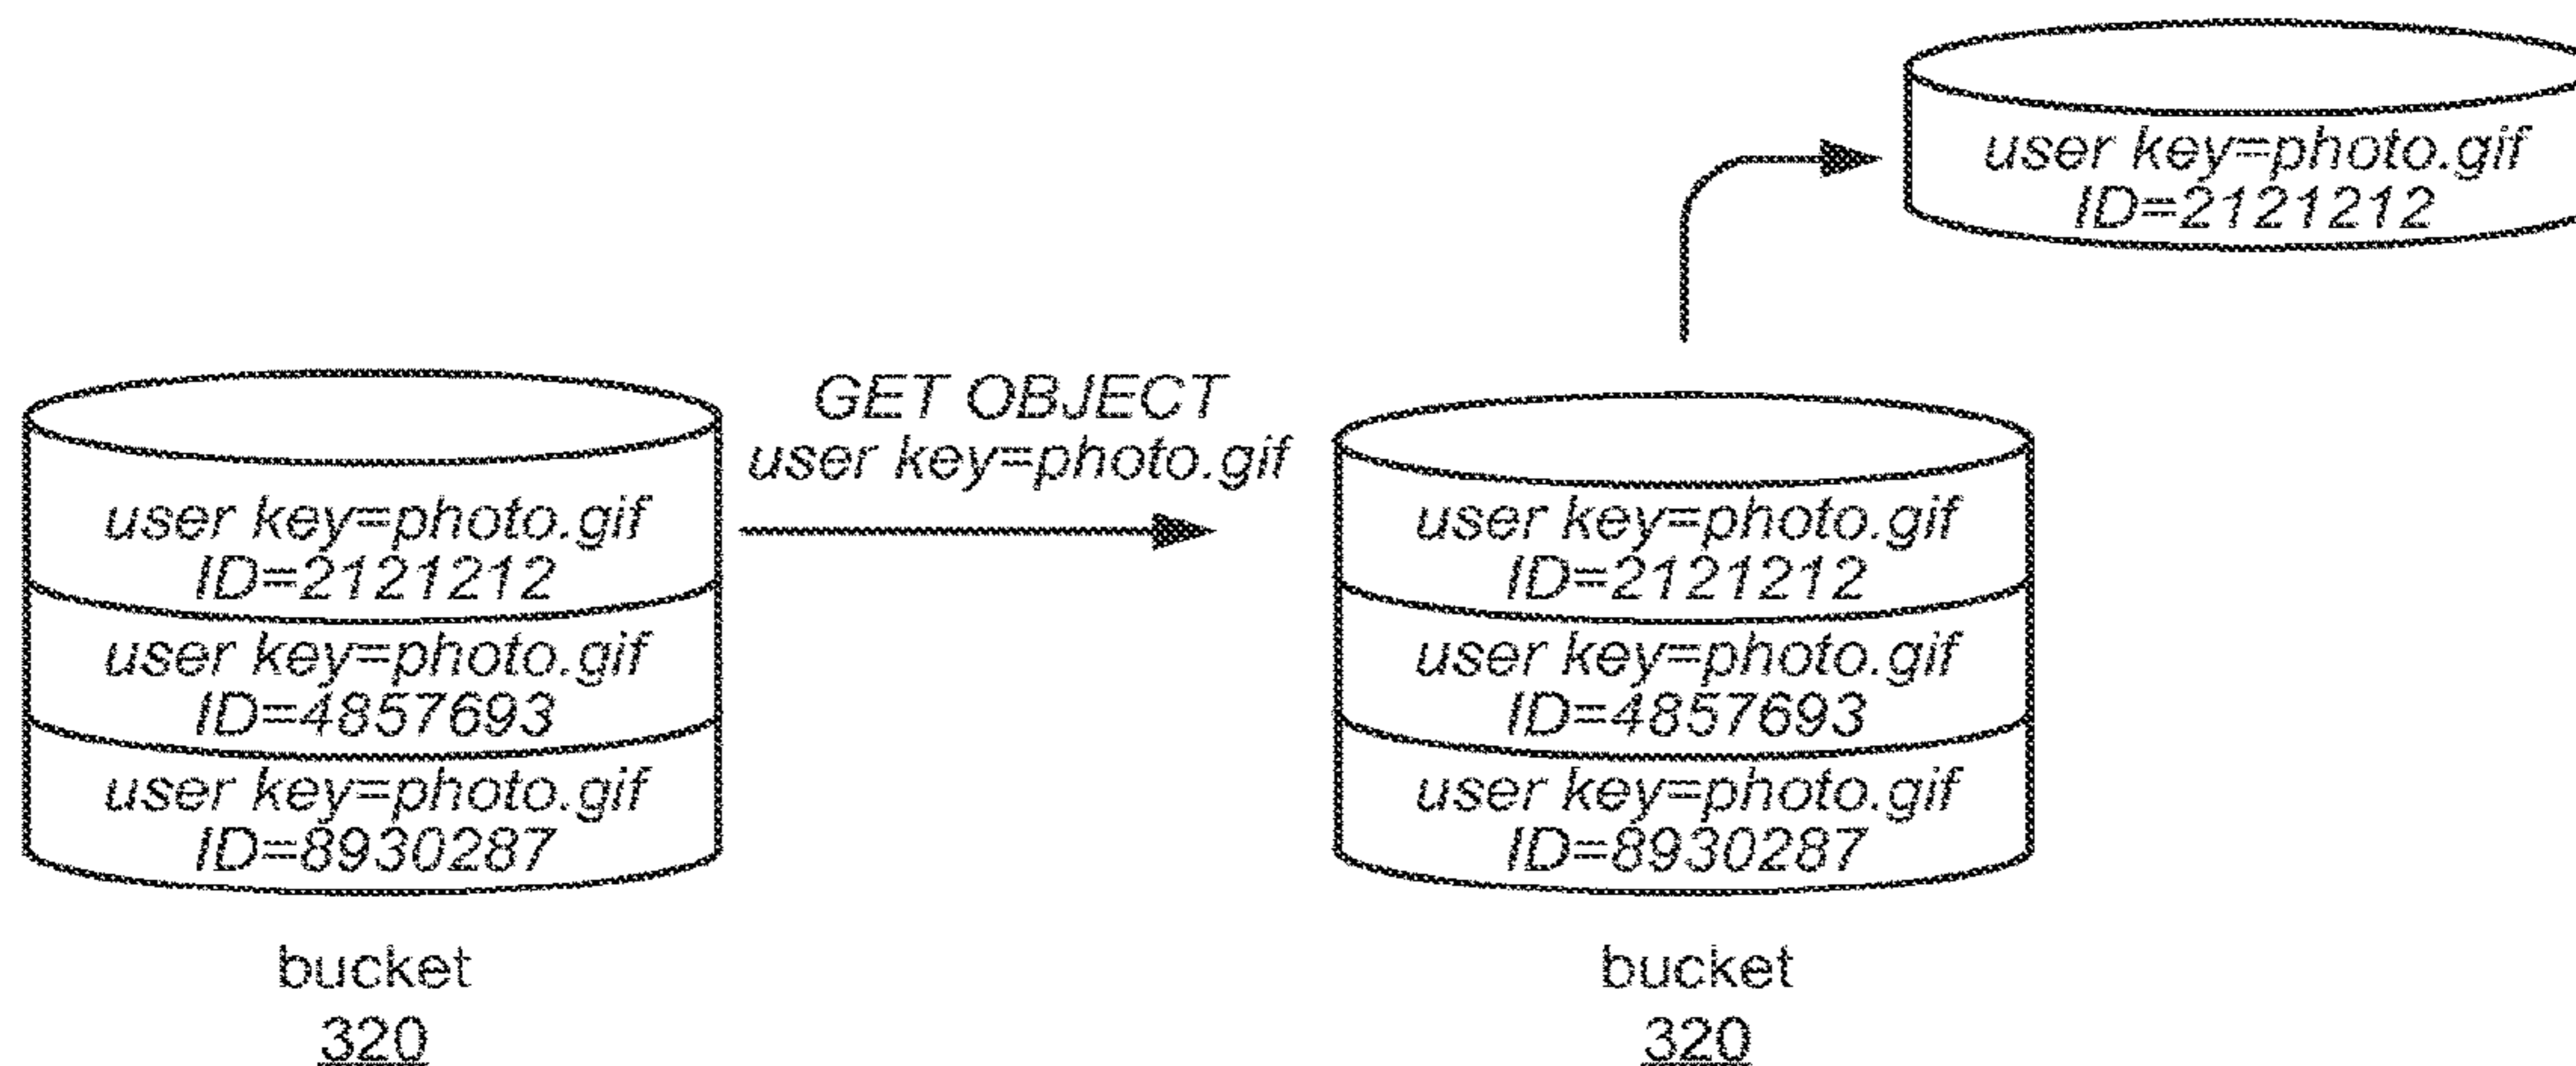 user key=photo.gif
ID=2121212
GET OBJECT
user key=photo.gif
user key=photo.gif
ID=2121212
user key=photo.gif
ID=4857693
user key=photo.gif
ID=8930287
bucket
320
user key=photo.gif
ID=2121212
user key=photo.gif
ID=4857693
user key=photo.gif
ID=8930287
bucket
320